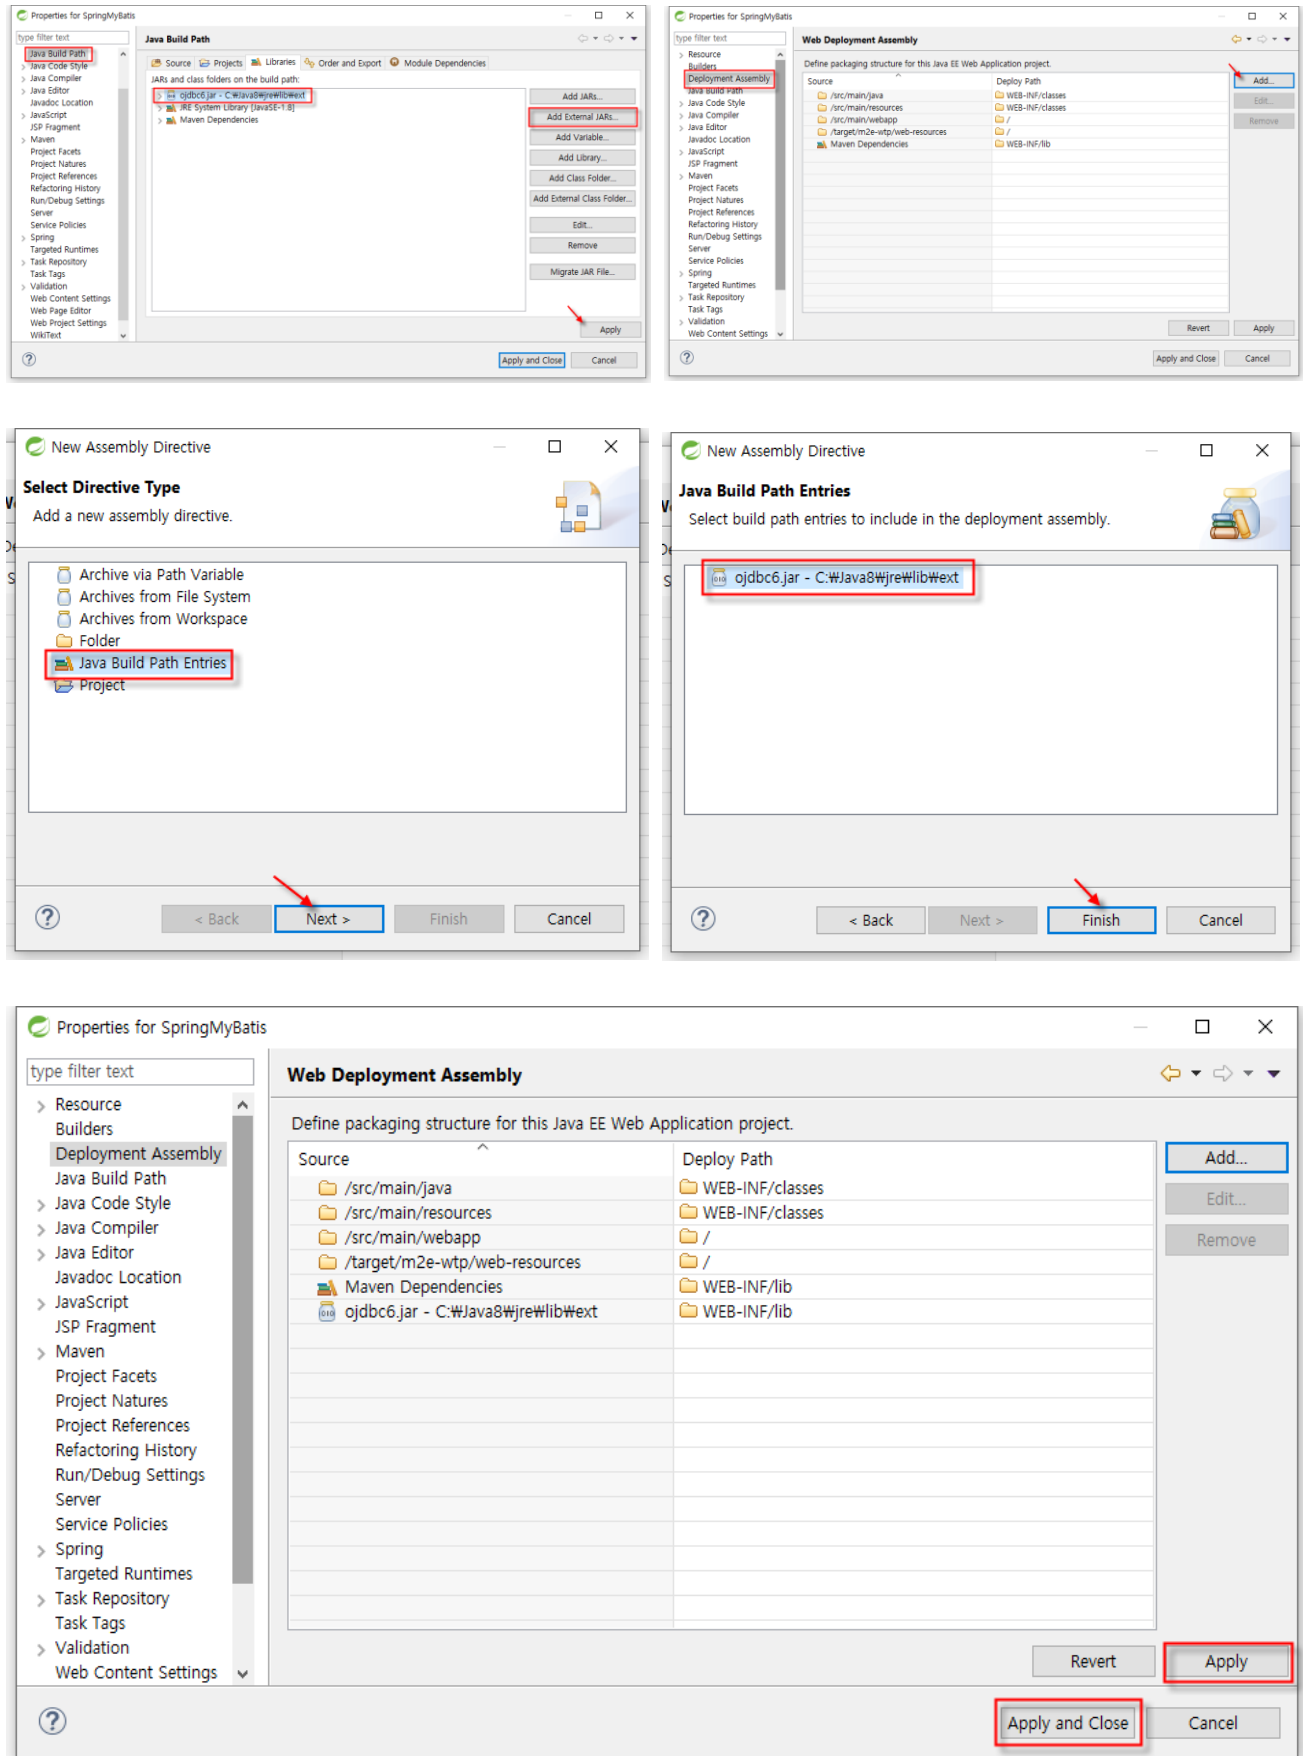 Properties for SpringMyBatis
type filter text
Java Build Path
Java Code Style
Java Compiler
Java Editor
Javadoc Location
JavaScript
JSP Fragment
Maven
Project Facets
Project Natures
Project References
Refactoring History
Run/Debug Settings
Server
Service Policies
Spring
Targeted Runtimes
Task Repository
Task Tags
Validation
Web Content Settings
Web Page Editor
Web Project Settings
WikiText
Java Build Path
Source Projects Libraries Order and Export Module Dependencies
JARs and class folders on the build path:
ojdbc6.jar - C:₩Java8₩jre₩lib₩ext
JRE System Library [JavaSE-1.8]
Maven Dependencies
Add JARs...
Add External JARs...
Add Variable...
Add Library...
Add Class Folder...
Add External Class Folder...
Edit...
Remove
Migrate JAR File...
Apply
Apply and Close Cancel
Properties for SpringMyBatis
type filter text
Resource
Builders
Deployment Assembly
Java Build Path
Java Code Style
Java Compiler
Java Editor
Javadoc Location
JavaScript
JSP Fragment
Maven
Project Facets
Project Natures
Project References
Refactoring History
Run/Debug Settings
Server
Service Policies
Spring
Targeted Runtimes
Task Repository
Task Tags
Validation
Web Content Settings
Web Deployment Assembly
Define packaging structure for this Java EE Web Application project.
Source Deploy Path
/src/main/java WEB-INF/classes
/src/main/resources WEB-INF/classes
/src/main/webapp /
/target/m2e-wtp/web-resources /
Maven Dependencies WEB-INF/lib
Add...
Edit...
Remove
Revert Apply
Apply and Close Cancel
New Assembly Directive
Select Directive Type
Add a new assembly directive.
Archive via Path Variable
Archives from File System
Archives from Workspace
Folder
Java Build Path Entries
Project
< Back Next > Finish Cancel
New Assembly Directive
Java Build Path Entries
Select build path entries to include in the deployment assembly.
ojdbc6.jar - C:₩Java8₩jre₩lib₩ext
< Back Next > Finish Cancel
Properties for SpringMyBatis
type filter text
Resource
Builders
Deployment Assembly
Java Build Path
Java Code Style
Java Compiler
Java Editor
Javadoc Location
JavaScript
JSP Fragment
Maven
Project Facets
Project Natures
Project References
Refactoring History
Run/Debug Settings
Server
Service Policies
Spring
Targeted Runtimes
Task Repository
Task Tags
Validation
Web Content Settings
Web Deployment Assembly
Define packaging structure for this Java EE Web Application project.
Source Deploy Path
/src/main/java WEB-INF/classes
/src/main/resources WEB-INF/classes
/src/main/webapp /
/target/m2e-wtp/web-resources /
Maven Dependencies WEB-INF/lib
ojdbc6.jar - C:₩Java8₩jre₩lib₩ext WEB-INF/lib
Add...
Edit...
Remove
Revert Apply
Apply and Close Cancel